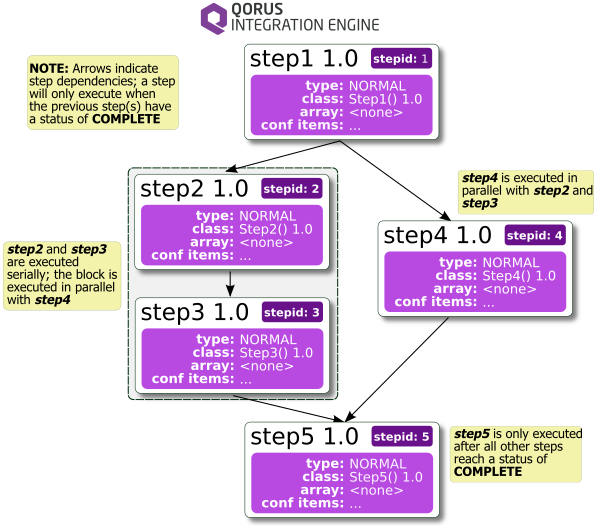 QORUS
INTEGRATION ENGINE
step1 1.0 stepid: 1
type: NORMAL
class: Step1() 1.0
array: <none>
conf items: ...
NOTE: Arrows indicate
step dependencies; a step
will only execute when
the previous step(s) have
a status of COMPLETE
step2 1.0 stepid: 2
type: NORMAL
class: Step2() 1.0
array: <none>
conf items: ...
step4 is executed in
parallel with step2 and
step3
step4 1.0 stepid: 4
type: NORMAL
class: Step4() 1.0
array: <none>
conf items: ...
step2 and step3
are executed
serially; the block is
executed in parallel
with step4
step3 1.0 stepid: 3
type: NORMAL
class: Step3() 1.0
array: <none>
conf items: ...
step5 1.0 stepid: 5
type: NORMAL
class: Step5() 1.0
array: <none>
conf items: ...
step5 is only executed
after all other steps
reach a status of
COMPLETE